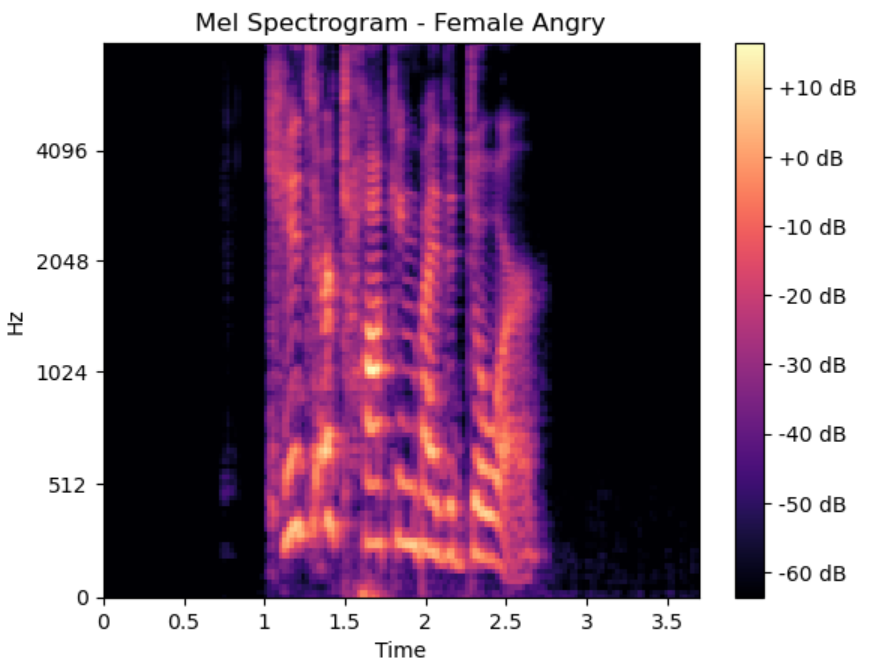 Mel Spectrogram - Female Angry
Hz
4096
2048
1024
512
0
0 0.5 1 1.5 2 2.5 3 3.5
Time
+10 dB
+0 dB
-10 dB
-20 dB
-30 dB
-40 dB
-50 dB
-60 dB